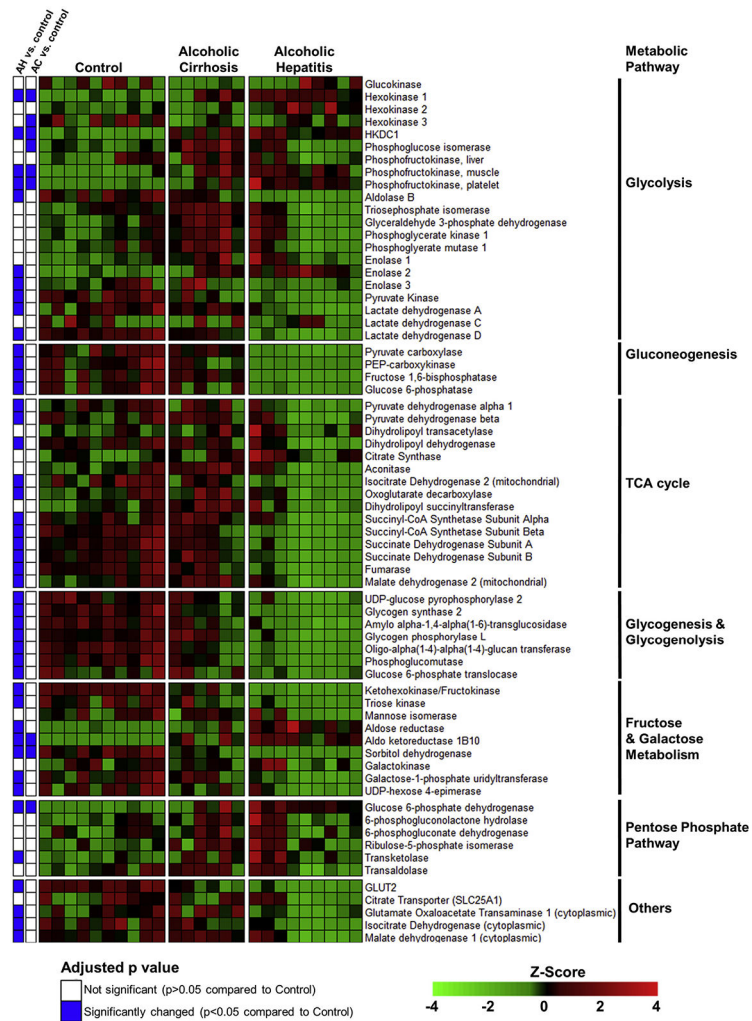 AH vs. control
AC vs. control
Control
Alcoholic
Cirrhosis
Alcoholic
Hepatitis
Metabolic
Pathway
Glucokinase
Hexokinase 1
Hexokinase 2
Hexokinase 3
HKDC1
Phosphoglucose isomerase
Phosphofructokinase, liver
Phosphofructokinase, muscle
Phosphofructokinase, platelet
Aldolase B
Triosephosphate isomerase
Glyceraldehyde 3-phosphate dehydrogenase
Phosphoglycerate kinase 1
Phosphoglyerate mutase 1
Enolase 1
Enolase 2
Enolase 3
Pyruvate Kinase
Lactate dehydrogenase A
Lactate dehydrogenase C
Lactate dehydrogenase D
Glycolysis
Pyruvate carboxylase
PEP-carboxykinase
Fructose 1,6-bisphosphatase
Glucose 6-phosphatase
Gluconeogenesis
Pyruvate dehydrogenase alpha 1
Pyruvate dehydrogenase beta
Dihydrolipoyl transacetylase
Dihydrolipoyl dehydrogenase
Citrate Synthase
Aconitase
Isocitrate Dehydrogenase 2 (mitochondrial)
Oxoglutarate decarboxylase
Dihydrolipoyl succinyltransferase
Succinyl-CoA Synthetase Subunit Alpha
Succinyl-CoA Synthetase Subunit Beta
Succinate Dehydrogenase Subunit A
Succinate Dehydrogenase Subunit B
Fumarase
Malate dehydrogenase 2 (mitochondrial)
TCA cycle
UDP-glucose pyrophosphorylase 2
Glycogen synthase 2
Amylo alpha-1,4-alpha(1-6)-transglucosidase
Glycogen phosphorylase L
Oligo-alpha(1-4)-alpha(1-4)-glucan transferase
Phosphoglucomutase
Glucose 6-phosphate translocase
Glycogenesis &
Glycogenolysis
Ketohexokinase/Fructokinase
Triose kinase
Mannose isomerase
Aldose reductase
Aldo ketoreductase 1B10
Sorbitol dehydrogenase
Galactokinase
Galactose-1-phosphate uridyltransferase
UDP-hexose 4-epimerase
Fructose
& Galactose
Metabolism
Glucose 6-phosphate dehydrogenase
6-phosphogluconolactone hydrolase
6-phosphogluconate dehydrogenase
Ribulose-5-phosphate isomerase
Transketolase
Transaldolase
Pentose Phosphate
Pathway
GLUT2
Citrate Transporter (SLC25A1)
Glutamate Oxaloacetate Transaminase 1 (cytoplasmic)
Isocitrate Dehydrogenase (cytoplasmic)
Malate dehydrogenase 1 (cytoplasmic)
Others
Adjusted p value
Not significant (p>0.05 compared to Control)
Significantly changed (p<0.05 compared to Control)
Z-Score
-4 -2 0 2 4